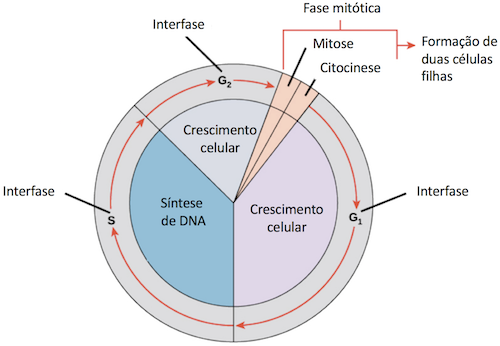 Fase mitótica
Interfase
Mitose
Citocinese
Formação de
duas células
filhas
G₂
Crescimento
celular
Interfase
S
Síntese
de DNA
Crescimento
celular
G₁
Interfase